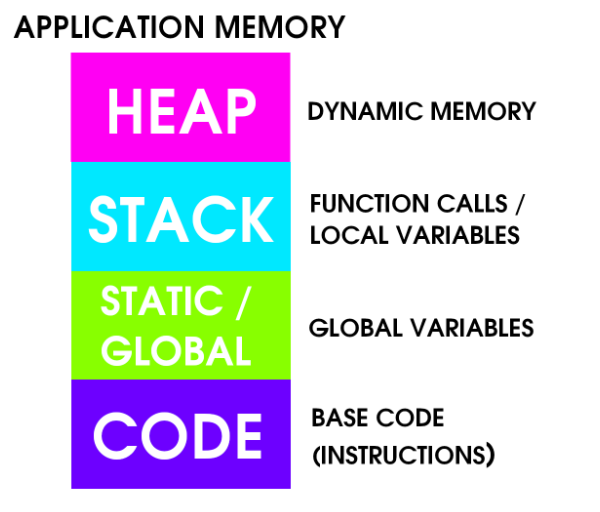 APPLICATION MEMORY
HEAP
DYNAMIC MEMORY
STACK
FUNCTION CALLS /
LOCAL VARIABLES
STATIC /
GLOBAL
GLOBAL VARIABLES
CODE
BASE CODE
(INSTRUCTIONS)